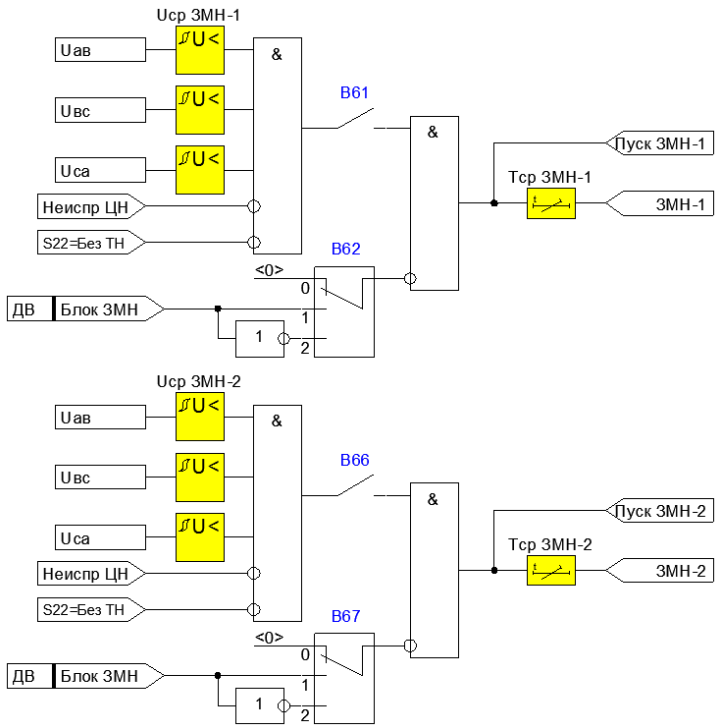 Uср ЗМН-1
Uав
U<
&
Uвс
U<
В61
&
Uса
U<
Пуск ЗМН-1
Тср ЗМН-1
t
ЗМН-1
Неиспр ЦН
S22=Без ТН
В62
<0>
0
ДВ
Блок ЗМН
1
1
2
Uср ЗМН-2
Uав
U<
&
Uвс
U<
В66
&
Uса
U<
Пуск ЗМН-2
Тср ЗМН-2
t
ЗМН-2
Неиспр ЦН
S22=Без ТН
В67
<0>
0
ДВ
Блок ЗМН
1
1
2